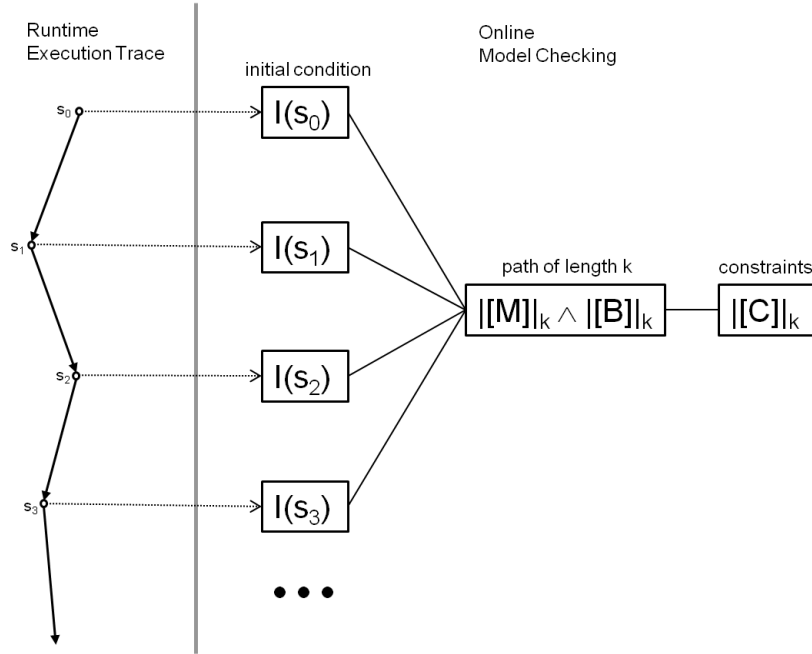 Runtime
Execution Trace
Online
Model Checking
initial condition
s0
I(s0)
s1
I(s1)
path of length k
constraints
|[M]|k ∧ |[B]|k
|[C]|k
s2
I(s2)
s3
I(s3)